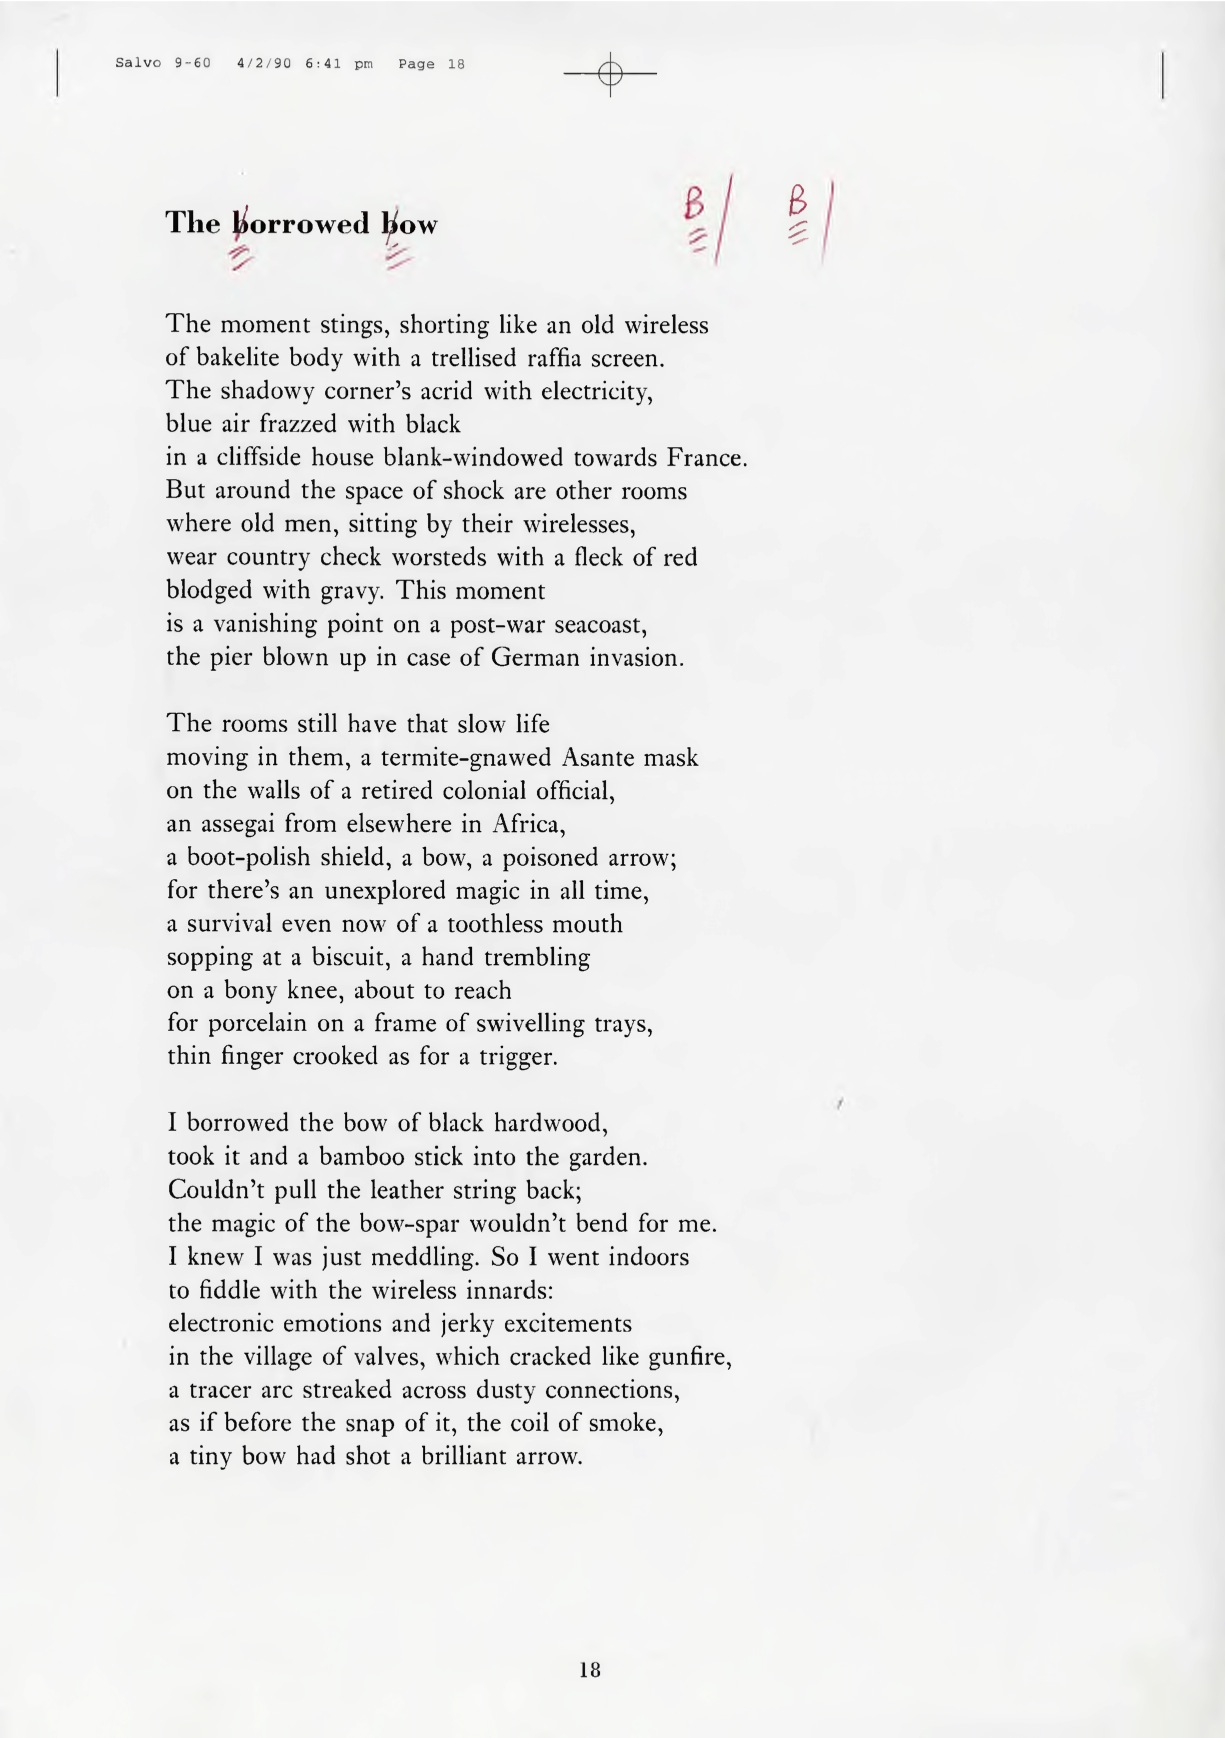 Salvo 9-60 4/2/90 6:41 pm Page 18
The borrowed bow
B/ B/
The moment stings, shorting like an old wireless
of bakelite body with a trellised raffia screen.
The shadowy corner's acrid with electricity,
blue air frazzed with black
in a cliffside house blank-windowed towards France.
But around the space of shock are other rooms
where old men, sitting by their wirelesses,
wear country check worsteds with a fleck of red
blodged with gravy. This moment
is a vanishing point on a post-war seacoast,
the pier blown up in case of German invasion.
The rooms still have that slow life
moving in them, a termite-gnawed Asante mask
on the walls of a retired colonial official,
an assegai from elsewhere in Africa,
a boot-polish shield, a bow, a poisoned arrow;
for there's an unexplored magic in all time,
a survival even now of a toothless mouth
sopping at a biscuit, a hand trembling
on a bony knee, about to reach
for porcelain on a frame of swivelling trays,
thin finger crooked as for a trigger.
I borrowed the bow of black hardwood,
took it and a bamboo stick into the garden.
Couldn't pull the leather string back;
the magic of the bow-spar wouldn't bend for me.
I knew I was just meddling. So I went indoors
to fiddle with the wireless innards:
electronic emotions and jerky excitements
in the village of valves, which cracked like gunfire,
a tracer arc streaked across dusty connections,
as if before the snap of it, the coil of smoke,
a tiny bow had shot a brilliant arrow.
18